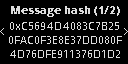 Message hash (1/2)
0xC5694D4083C7B25
0FAC0F3E8E37DD080F
4D76DFE911376D1D2